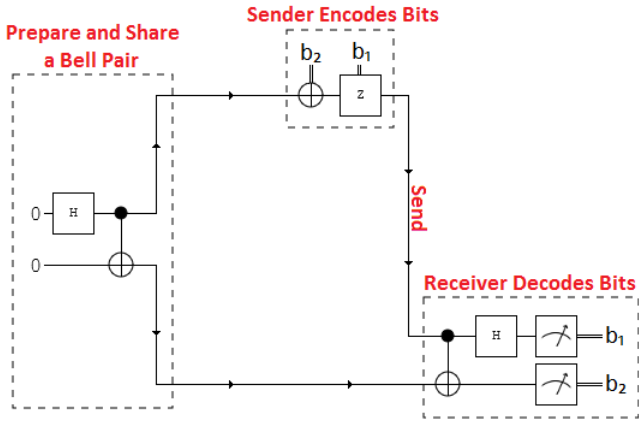 Sender Encodes Bits
Prepare and Share
a Bell Pair
b₂ b₁
Z
0 H
0
Send
Receiver Decodes Bits
H b₁
b₂